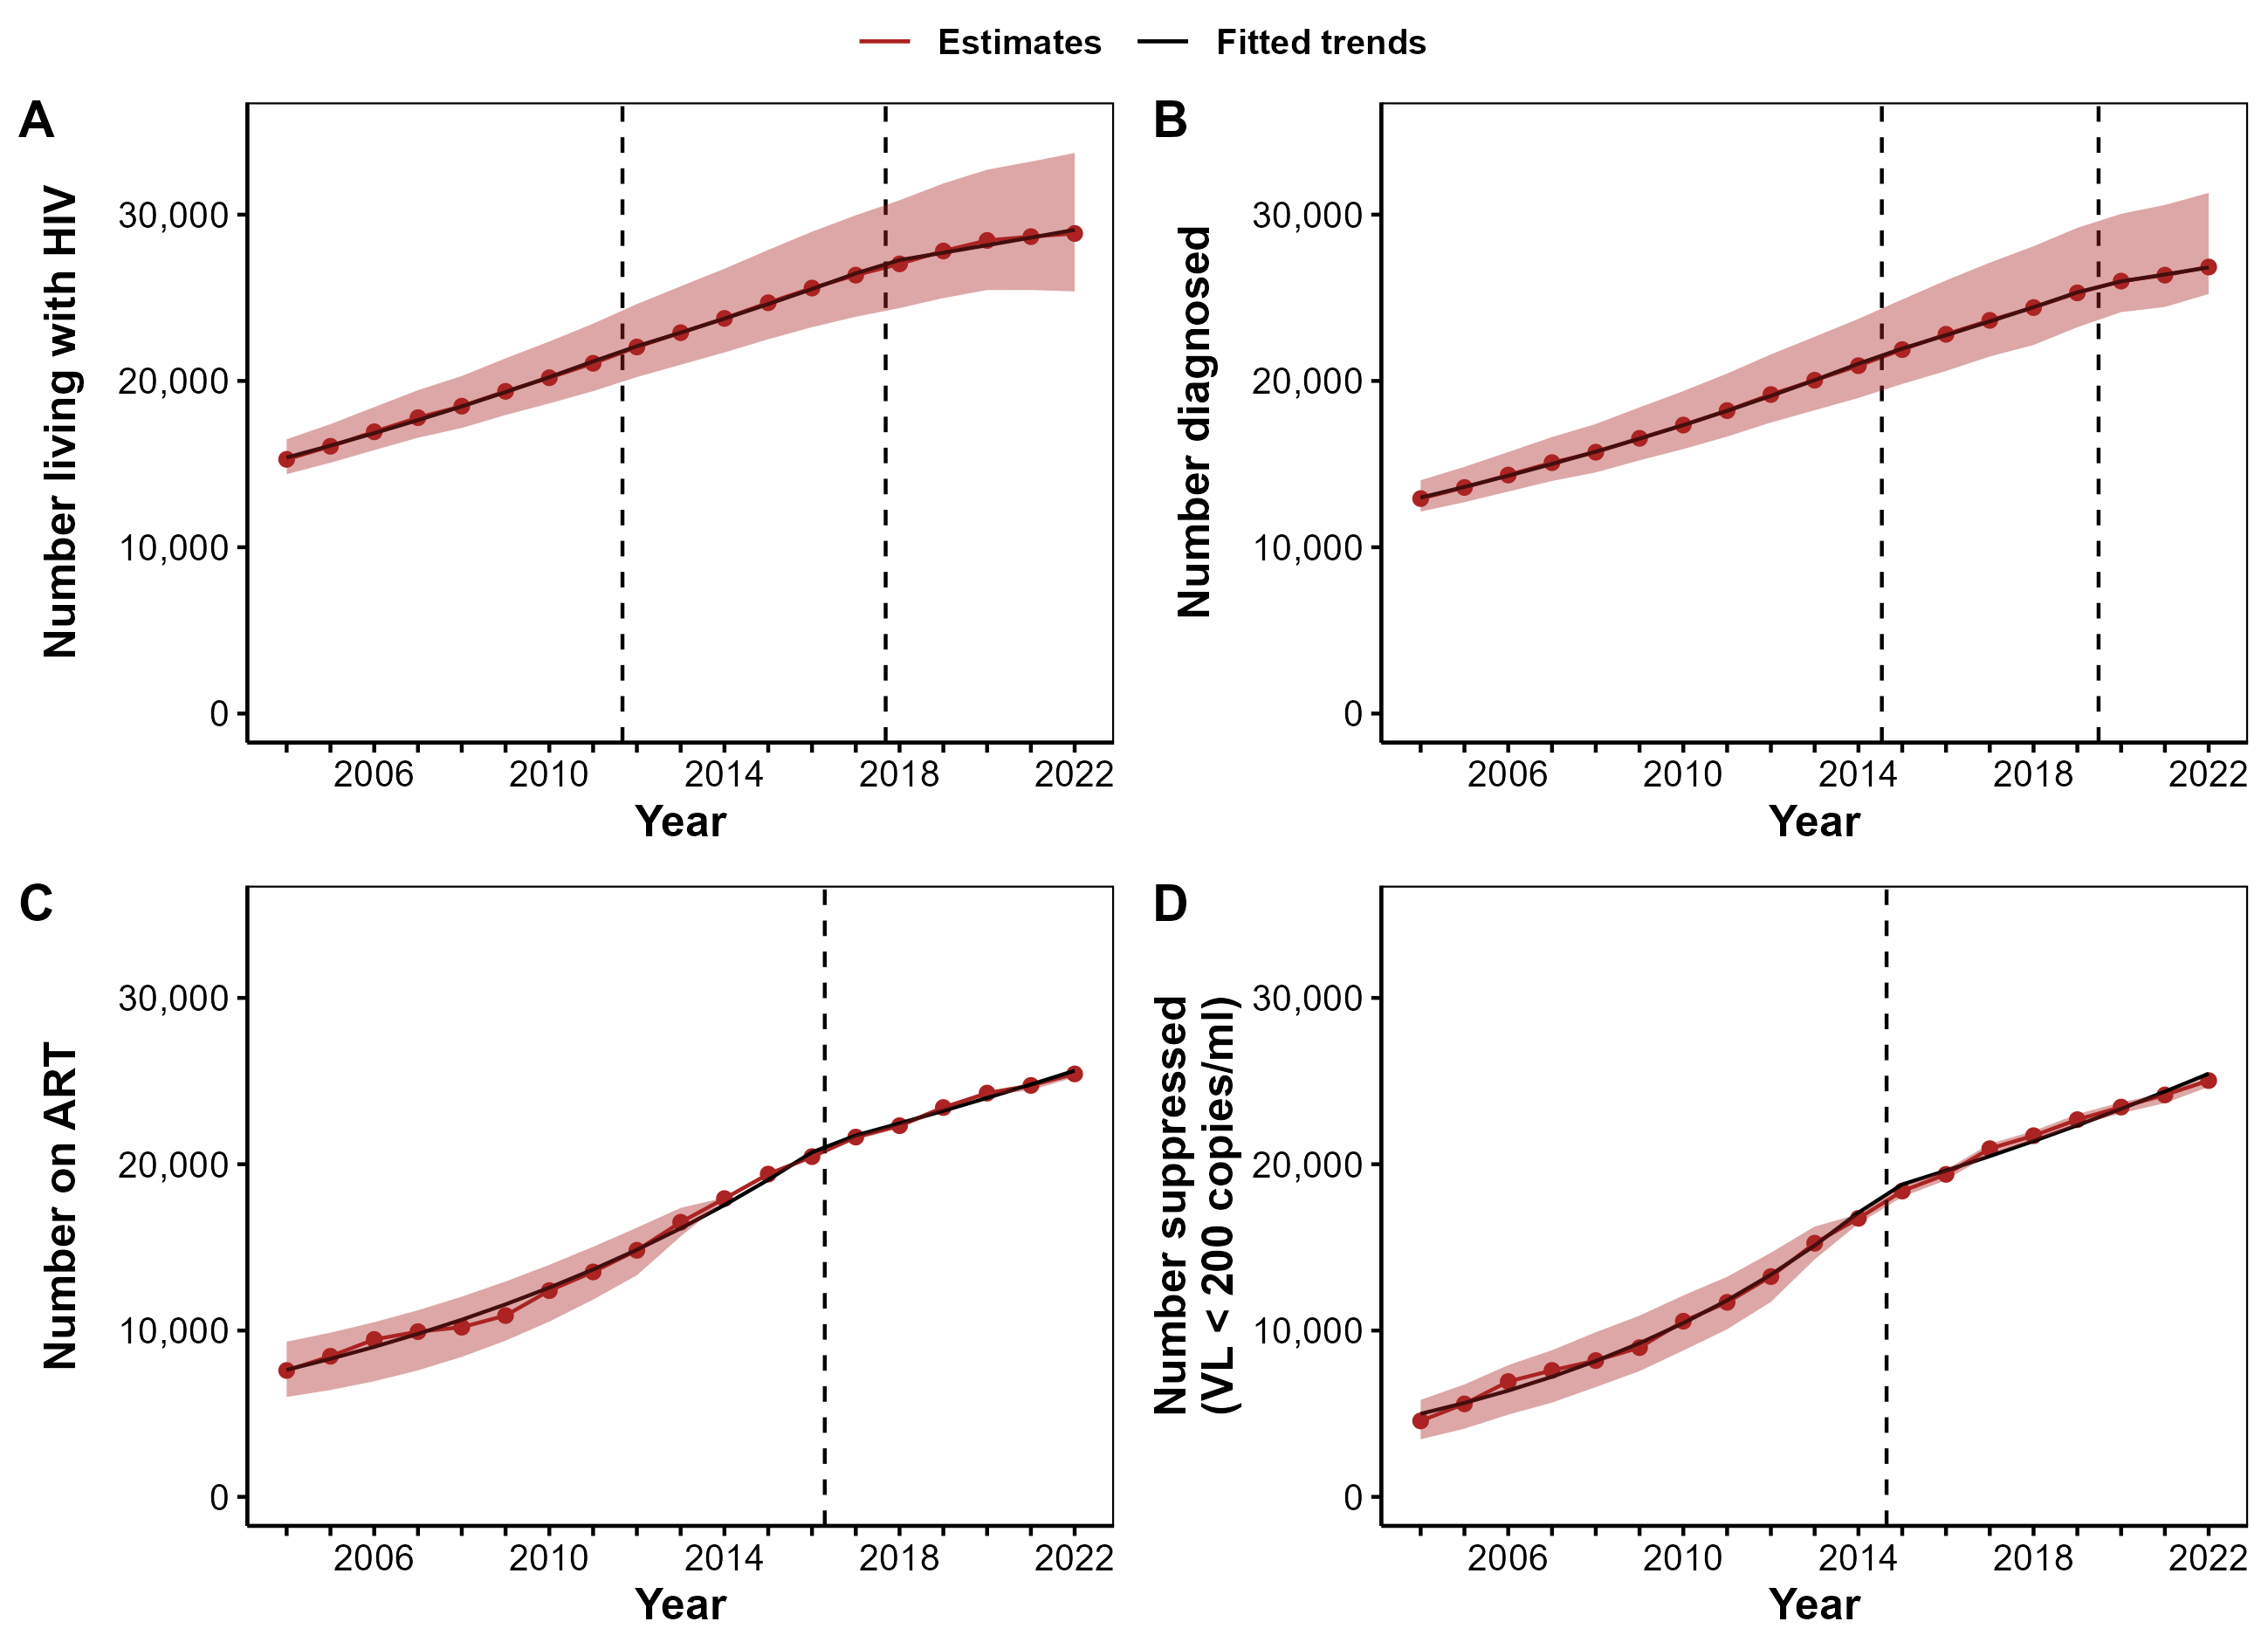 Estimates Fitted trends
A
Number living with HIV
30,000
20,000
10,000
0
2006 2010 2014 2018 2022
Year
B
Number diagnosed
30,000
20,000
10,000
0
2006 2010 2014 2018 2022
Year
C
Number on ART
30,000
20,000
10,000
0
2006 2010 2014 2018 2022
Year
D
Number suppressed
(VL < 200 copies/ml)
30,000
20,000
10,000
0
2006 2010 2014 2018 2022
Year